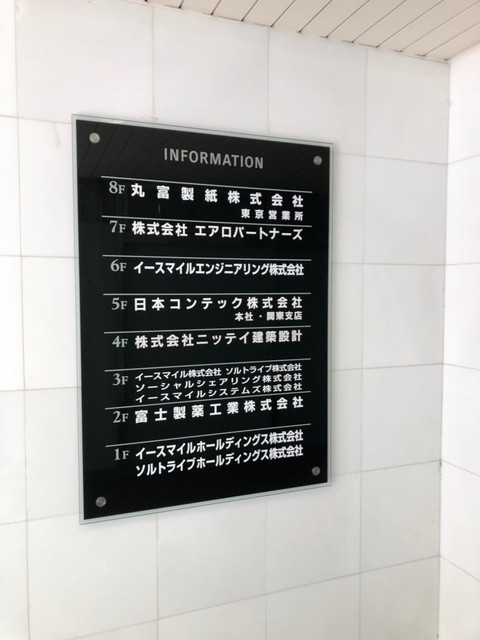 INFORMATION
8F 丸富製紙株式会社
東京営業所
7F 株式会社 エアロパートナーズ
6F イースマイルエンジニアリング株式会社
5F 日本コンテック株式会社
本社・関東支店
4F 株式会社ニッテイ建築設計
3F イースマイル株式会社 ソルトライブ株式会社
ソーシャルシェアリング株式会社
イースマイルシステムズ株式会社
2F 富士製薬工業株式会社
1F イースマイルホールディングス株式会社
ソルトライブホールディングス株式会社